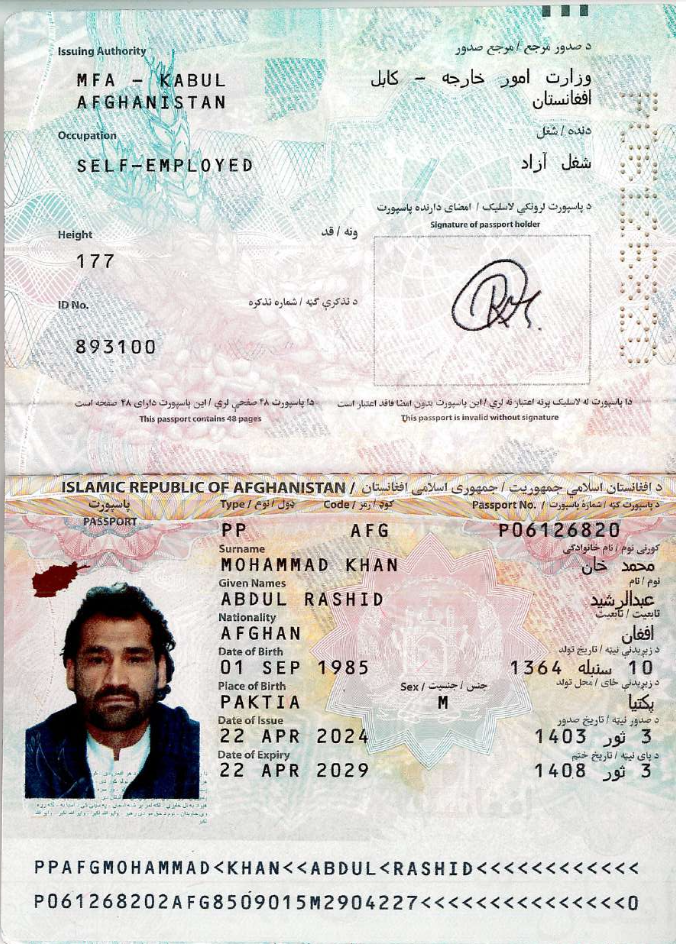 Issuing Authority د صدور مرجع / مرجع صدور
MFA – KABUL وزارت امور خارجه – کابل
AFGHANISTAN افغانستان
Occupation دنده / شغل
SELF-EMPLOYED شغل آزاد
د پاسپورت لرونکي لاسلیک / امضای دارنده پاسپورت
Signature of passport holder
Height ونه / قد
177
ID No. د تذکرې ګڼه / شماره تذکره
893100
دا پاسپورت ۴۸ صفحې لري / این پاسپورت دارای ۴۸ صفحه است
This passport contains 48 pages
دا پاسپورت له لاسلیک پرته اعتبار نه لري / این پاسپورت بدون امضا فاقد اعتبار است
This passport is invalid without signature
ISLAMIC REPUBLIC OF AFGHANISTAN / د افغانستان اسلامي جمهوریت / جمهوری اسلامی افغانستان
پاسپورت
PASSPORT
Type / ډول / نوع Code / کوډ / رمز Passport No. / د پاسپورت ګڼه / شماره پاسپورت
PP AFG P06126820
Surname کورنی نوم / نام خانوادگی
MOHAMMAD KHAN محمد خان
Given Names نوم / نام
ABDUL RASHID عبدالرشید
Nationality تابعیت / تابعیت
AFGHAN افغان
Date of Birth د زیږیدنې نیټه / تاریخ تولد
01 SEP 1985 10 سنبله 1364
Place of Birth Sex / جنس / جنسیت د زیږیدنې ځای / محل تولد
PAKTIA M پکتیا
Date of Issue د صدور نیټه / تاریخ صدور
22 APR 2024 3 ثور 1403
Date of Expiry د پای نیټه / تاریخ ختم
22 APR 2029 3 ثور 1408
PPAFGMOHAMMAD<KHAN<<ABDUL<RASHID<<<<<<<<<<<<
P061268202AFG8509015M2904227<<<<<<<<<<<<<<<0